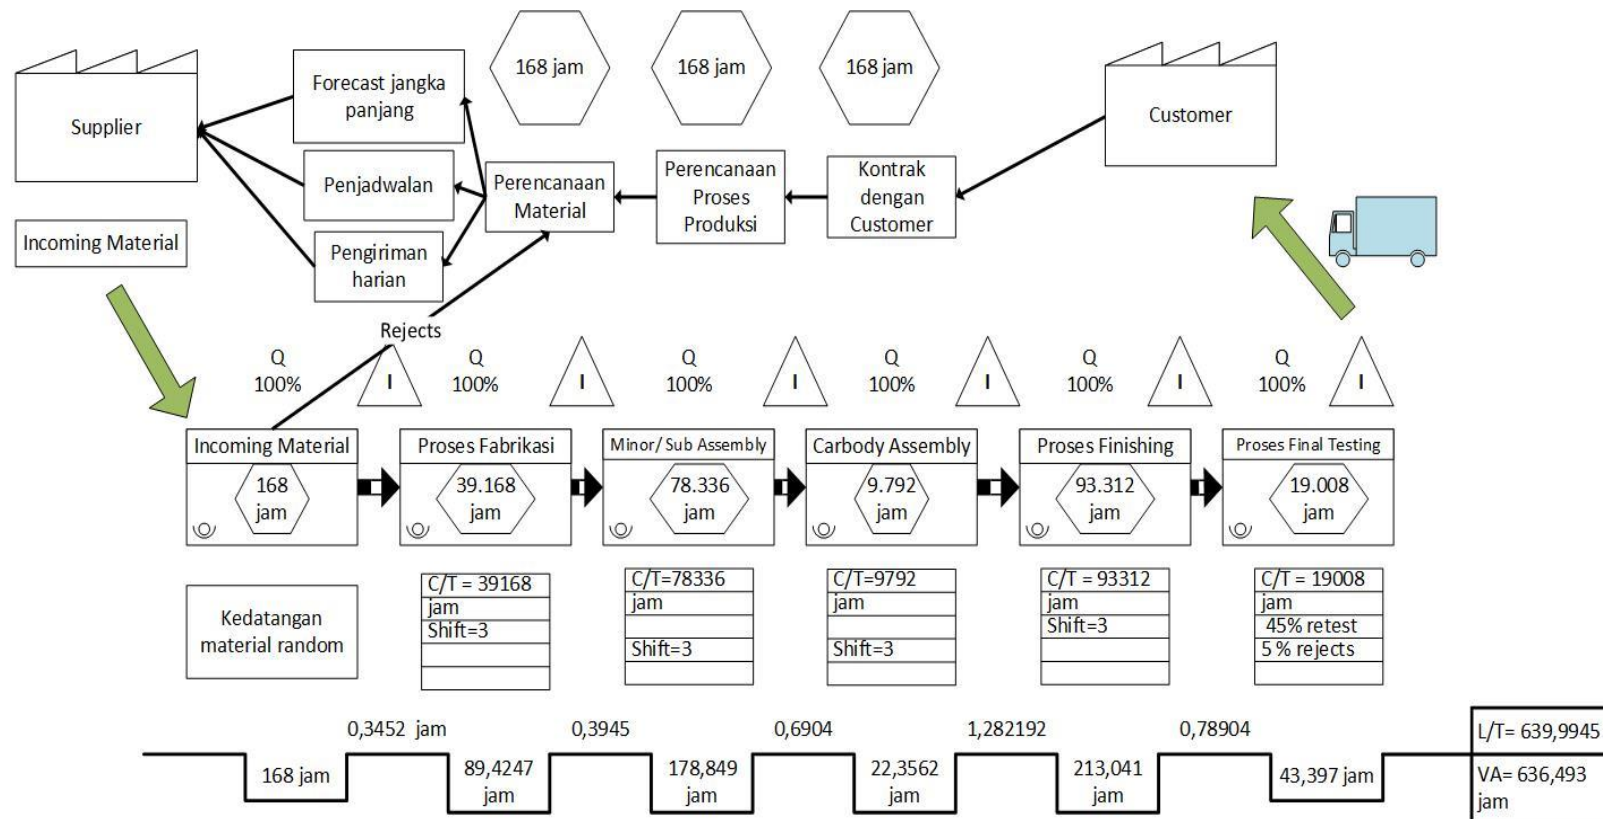 168 jam
168 jam
168 jam
Supplier
Forecast jangka
panjang
Penjadwalan
Pengiriman
harian
Perencanaan
Material
Perencanaan
Proses
Produksi
Kontrak
dengan
Customer
Customer
Incoming Material
Rejects
Q
100%
I
Q
100%
I
Q
100%
I
Q
100%
I
Q
100%
I
Q
100%
I
Incoming Material
168
jam
Proses Fabrikasi
39.168
jam
Minor/ Sub Assembly
78.336
jam
Carbody Assembly
9.792
jam
Proses Finishing
93.312
jam
Proses Final Testing
19.008
jam
Kedatangan
material random
C/T = 39168
jam
Shift=3
C/T=78336
jam
Shift=3
C/T=9792
jam
Shift=3
C/T = 93312
jam
Shift=3
C/T = 19008
jam
45% retest
5 % rejects
0,3452 jam
0,3945
0,6904
1,282192
0,78904
L/T= 639,9945
168 jam
89,4247
jam
178,849
jam
22,3562
jam
213,041
jam
43,397 jam
VA= 636,493
jam